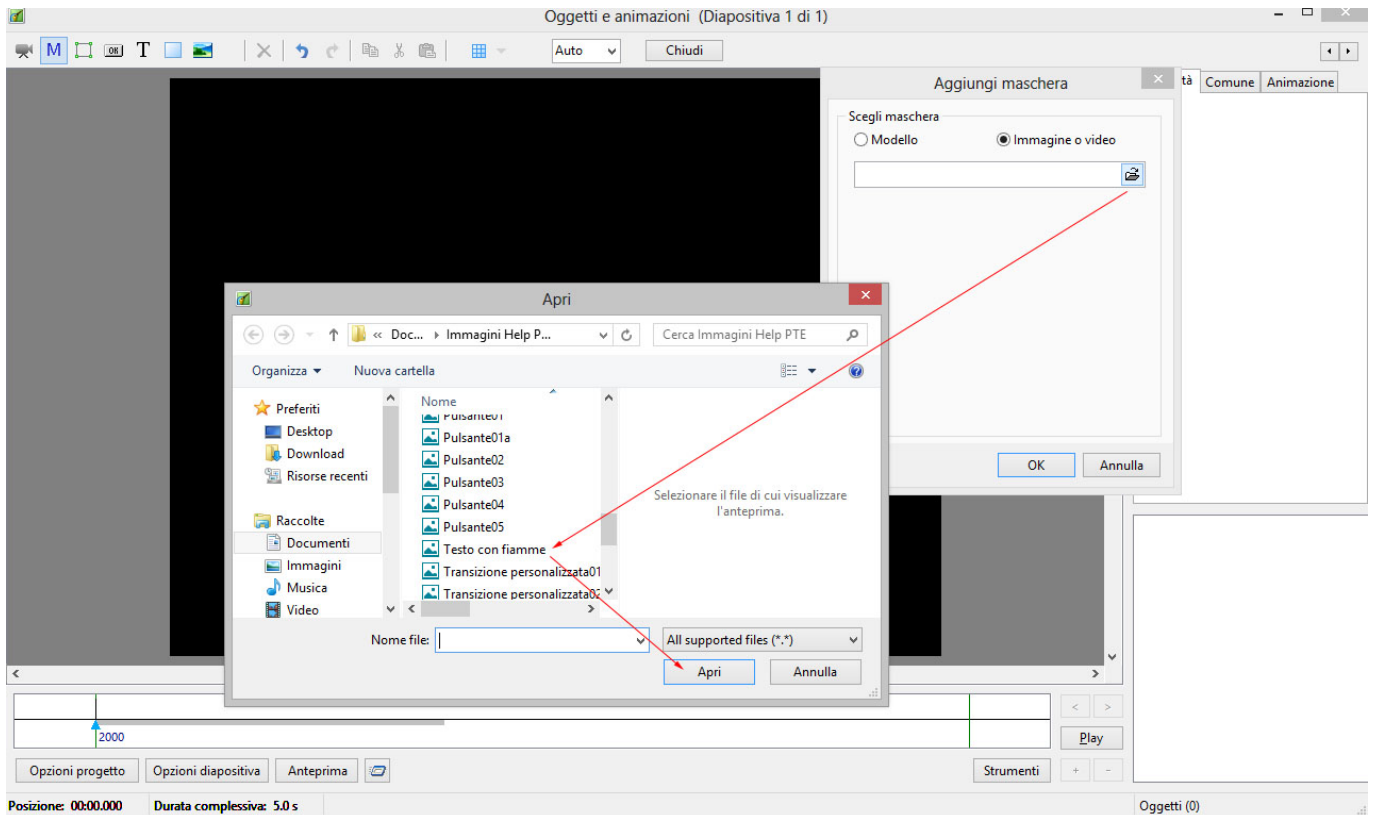 Oggetti e animazioni (Diapositiva 1 di 1)
M OK T Auto Chiudi
Aggiungi maschera
tà Comune Animazione
Scegli maschera
Modello Immagine o video
Apri
« Doc... Immagini Help P... Cerca Immagini Help PTE
Organizza Nuova cartella
Preferiti
Desktop
Download
Risorse recenti
Raccolte
Documenti
Immagini
Musica
Video
Nome
Pulsante01
Pulsante01a
Pulsante02
Pulsante03
Pulsante04
Pulsante05
Testo con fiamme
Transizione personalizzata01
Transizione personalizzata02
Selezionare il file di cui visualizzare
l'anteprima.
OK Annulla
Nome file: All supported files (*.*)
Apri Annulla
2000
< >
Play
Opzioni progetto Opzioni diapositiva Anteprima Strumenti + -
Posizione: 00:00.000 Durata complessiva: 5.0 s Oggetti (0)